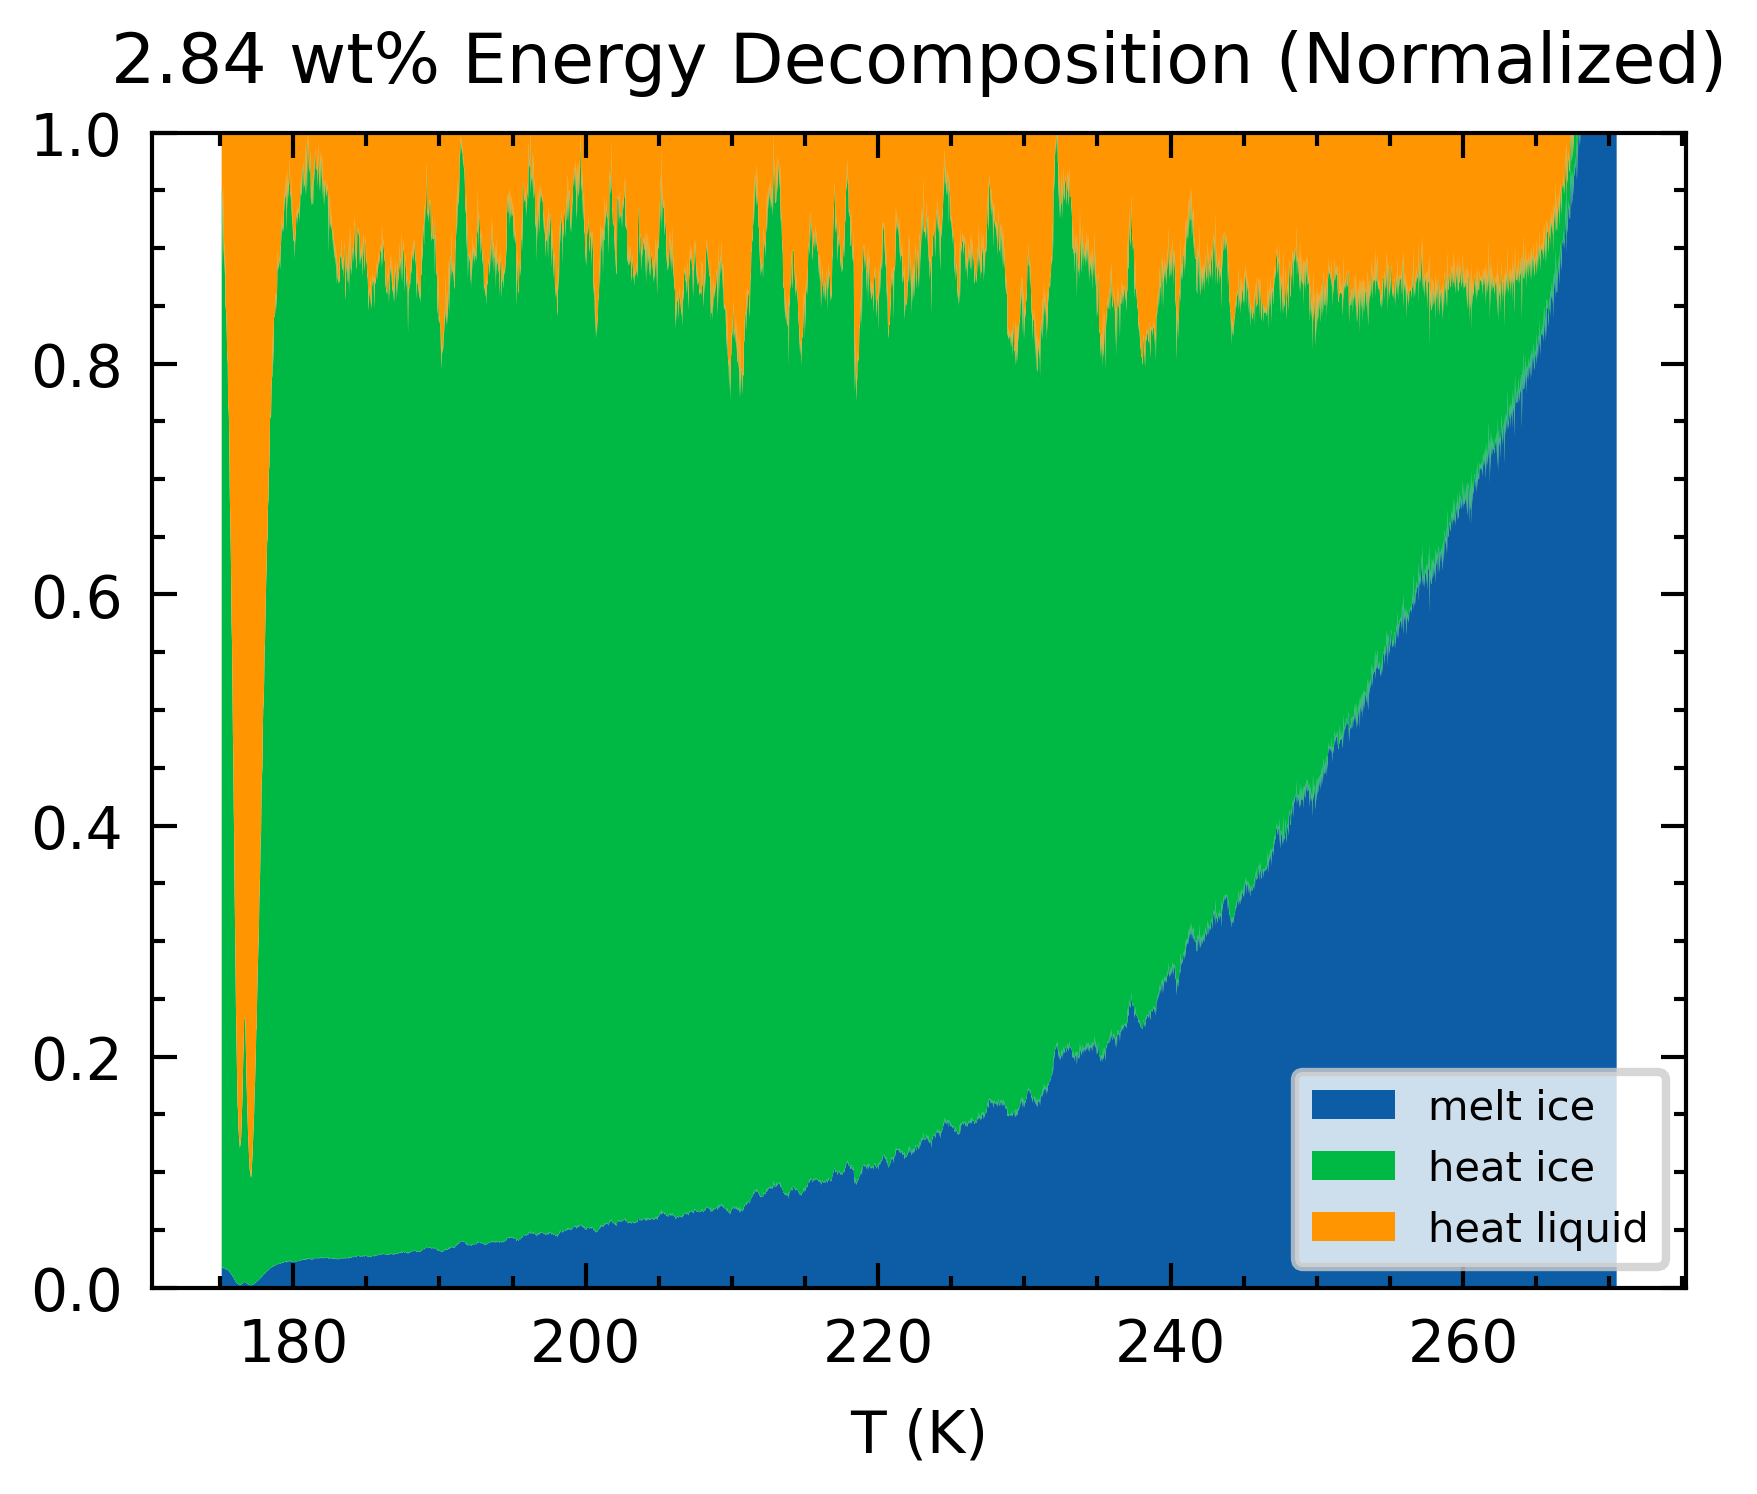 2.84 wt% Energy Decomposition (Normalized)
1.0
0.8
0.6
0.4
0.2
0.0
melt ice
heat ice
heat liquid
180 200 220 240 260
T (K)